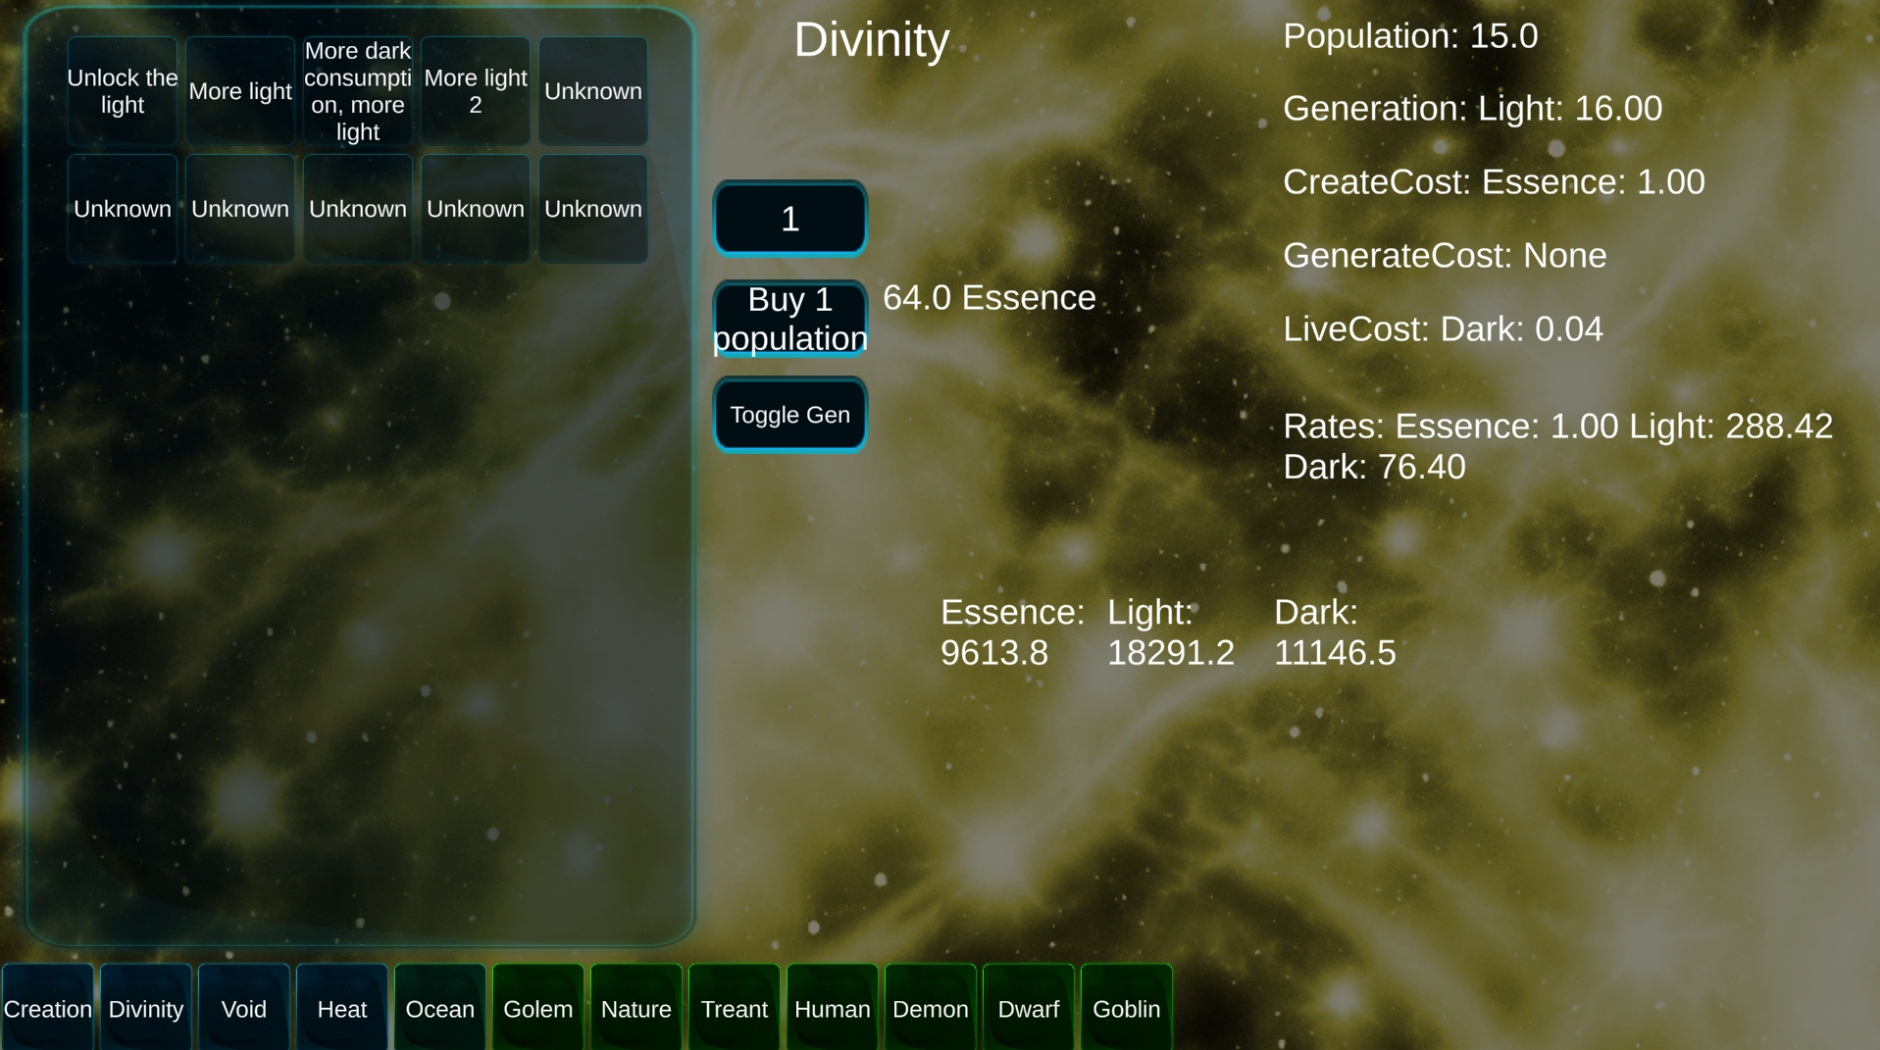 Unlock the
light
More light
More dark
consumpti
on, more
light
More light
2
Unknown
Unknown
Unknown
Unknown
Unknown
Unknown
Divinity
1
Buy 1
population
64.0 Essence
Toggle Gen
Population: 15.0
Generation: Light: 16.00
CreateCost: Essence: 1.00
GenerateCost: None
LiveCost: Dark: 0.04
Rates: Essence: 1.00 Light: 288.42
Dark: 76.40
Essence:
9613.8
Light:
18291.2
Dark:
11146.5
Creation
Divinity
Void
Heat
Ocean
Golem
Nature
Treant
Human
Demon
Dwarf
Goblin